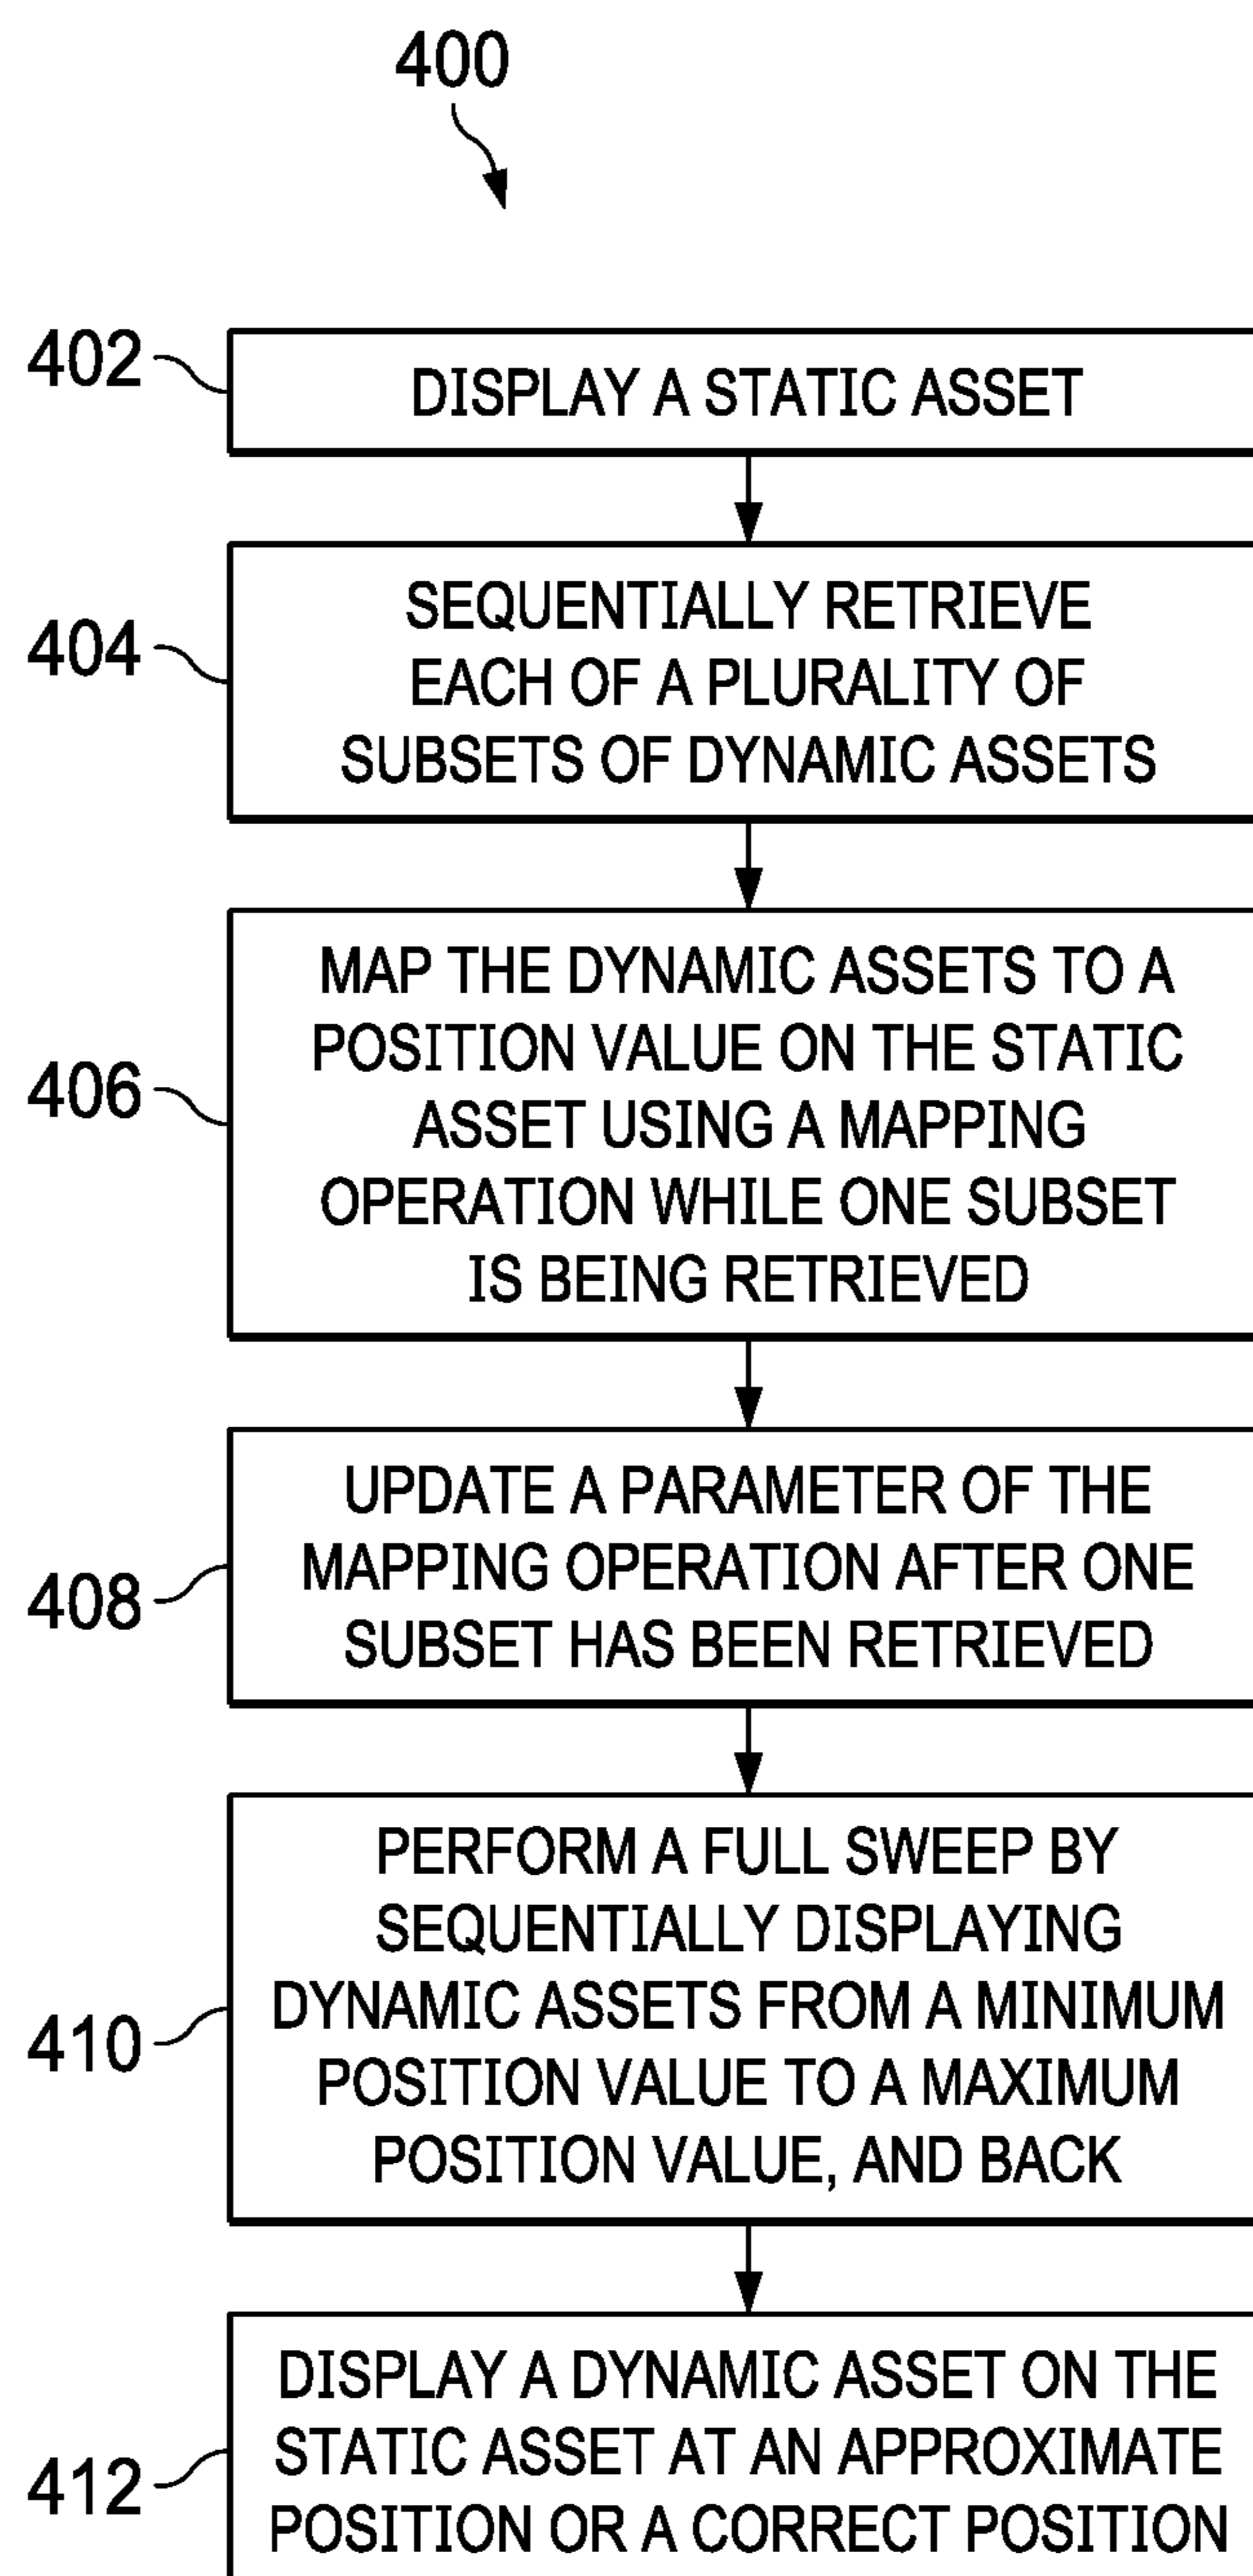 400
402
DISPLAY A STATIC ASSET
404
SEQUENTIALLY RETRIEVE
EACH OF A PLURALITY OF
SUBSETS OF DYNAMIC ASSETS
406
MAP THE DYNAMIC ASSETS TO A
POSITION VALUE ON THE STATIC
ASSET USING A MAPPING
OPERATION WHILE ONE SUBSET
IS BEING RETRIEVED
408
UPDATE A PARAMETER OF THE
MAPPING OPERATION AFTER ONE
SUBSET HAS BEEN RETRIEVED
410
PERFORM A FULL SWEEP BY
SEQUENTIALLY DISPLAYING
DYNAMIC ASSETS FROM A MINIMUM
POSITION VALUE TO A MAXIMUM
POSITION VALUE, AND BACK
412
DISPLAY A DYNAMIC ASSET ON THE
STATIC ASSET AT AN APPROXIMATE
POSITION OR A CORRECT POSITION